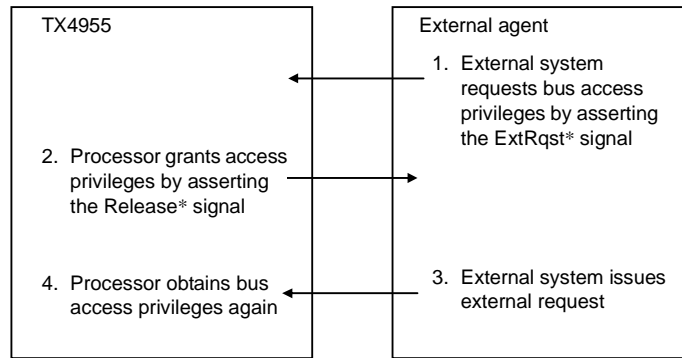 TX4955
External agent
1. External system
requests bus access
privileges by asserting
the ExtRqst* signal
2. Processor grants access
privileges by asserting
the Release* signal
3. External system issues
external request
4. Processor obtains bus
access privileges again